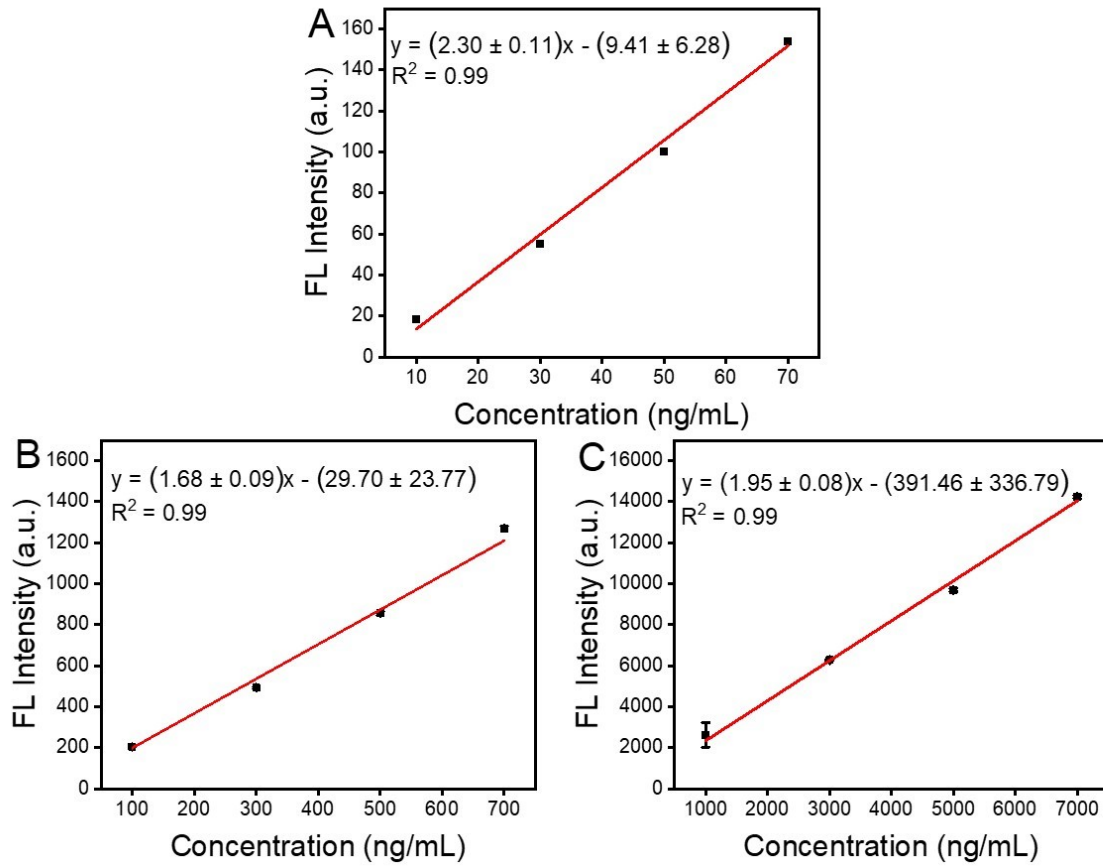 A
y = (2.30 ± 0.11)x - (9.41 ± 6.28)
R² = 0.99
FL Intensity (a.u.)
160
140
120
100
80
60
40
20
0
10 20 30 40 50 60 70
Concentration (ng/mL)
B
y = (1.68 ± 0.09)x - (29.70 ± 23.77)
R² = 0.99
FL Intensity (a.u.)
1600
1400
1200
1000
800
600
400
200
0
100 200 300 400 500 600 700
Concentration (ng/mL)
C
y = (1.95 ± 0.08)x - (391.46 ± 336.79)
R² = 0.99
FL Intensity (a.u.)
16000
14000
12000
10000
8000
6000
4000
2000
0
1000 2000 3000 4000 5000 6000 7000
Concentration (ng/mL)